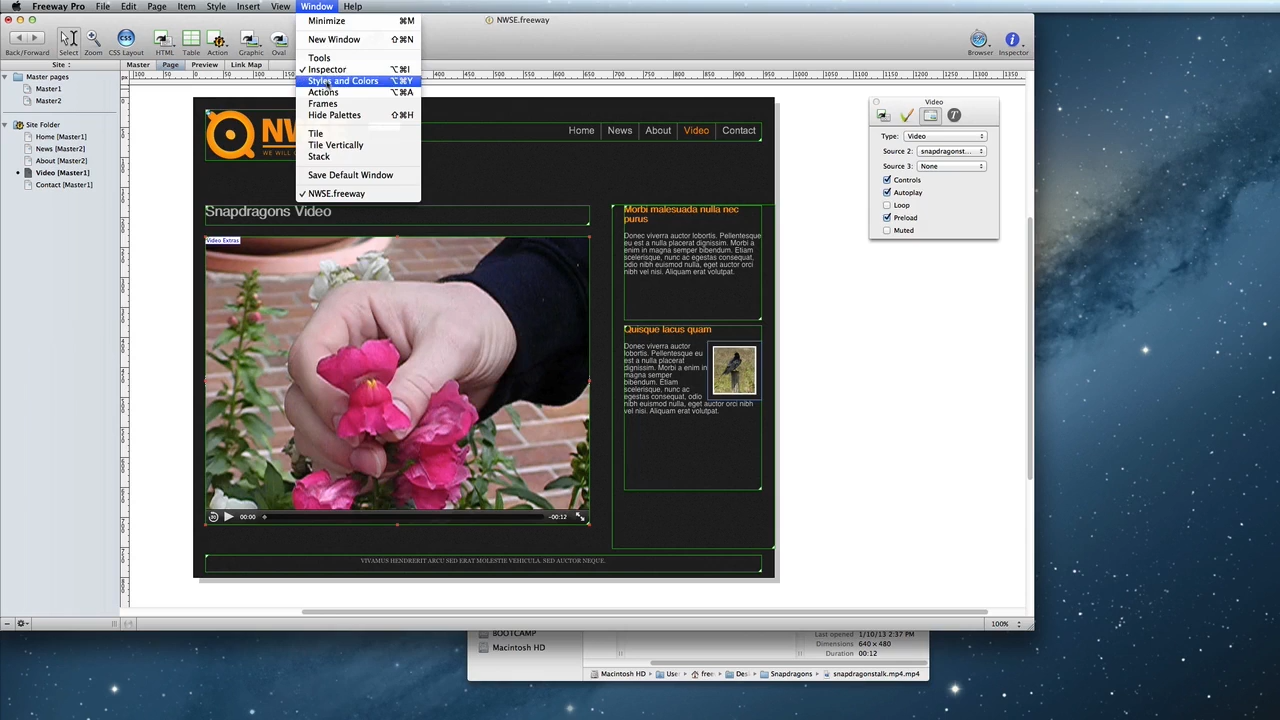 Freeway Pro File Edit Page Item Style Insert View Window Help
NWSE.freeway
Back/Forward Select Zoom CSS Layout HTML Table Action Graphic Oval Browser Inspector
CSS
Site : Master Page Preview Link Map
Minimize ⌘M
New Window ⇧⌘N
Tools
✓ Inspector ⌥⌘I
Styles and Colors ⌥⌘Y
Actions ⌥⌘A
Frames
Hide Palettes ⇧⌘H
Tile
Tile Vertically
Stack
Save Default Window
✓ NWSE.freeway
Master pages
Master1
Master2
Site Folder
Home [Master1]
News [Master2]
About [Master2]
Video [Master1]
Contact [Master1]
NW
WE WILL C
Home News About Video Contact
Snapdragons Video
Video Extras
30 00:00 -00:12
Morbi malesuada nulla nec
purus
Donec viverra auctor lobortis. Pellentesque
eu est a nulla placerat dignissim. Morbi a
enim in magna semper bibendum. Etiam
scelerisque, nunc ac egestas consequat,
odio nibh euismod nulla, eget auctor orci
nibh vel nisi. Aliquam erat volutpat.
Quisque lacus quam
Donec viverra auctor
lobortis. Pellentesque eu
est a nulla placerat
dignissim. Morbi a enim in
magna semper
bibendum. Etiam
scelerisque, nunc ac
egestas consequat, odio
nibh euismod nulla, eget auctor orci nibh
vel nisi. Aliquam erat volutpat.
VIVAMUS HENDRERIT ARCU SED ERAT MOLESTIE VEHICULA. SED AUCTOR NEQUE.
Video
Type: Video
Source 2: snapdragonst...
Source 3: None
Controls
Autoplay
Loop
Preload
Muted
100%
BOOTCAMP
Macintosh HD
Last opened 1/10/13 2:37 PM
Dimensions 640 × 480
Duration 00:12
Macintosh HD ▸ Use ▸ free ▸ Des ▸ Snapdragons ▸ snapdragonstalk.mp4.mp4